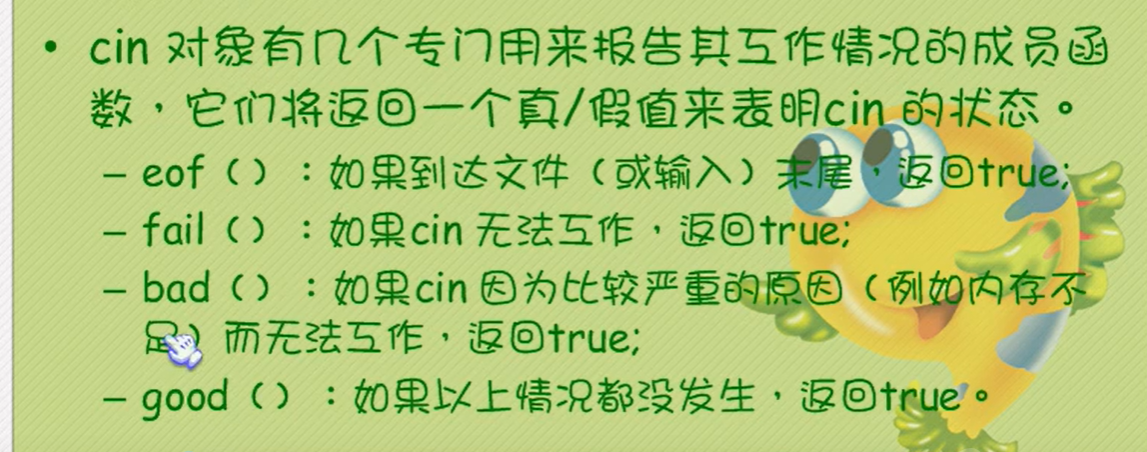 • cin 对象有几个专门用来报告其工作情况的成员函
数，它们将返回一个真/假值来表明cin 的状态。
– eof（）：如果到达文件（或输入）末尾，返回true;
– fail（）：如果cin 无法工作，返回true;
– bad（）：如果cin 因为比较严重的原因（例如内存不
足）而无法工作，返回true;
– good（）：如果以上情况都没发生，返回true。